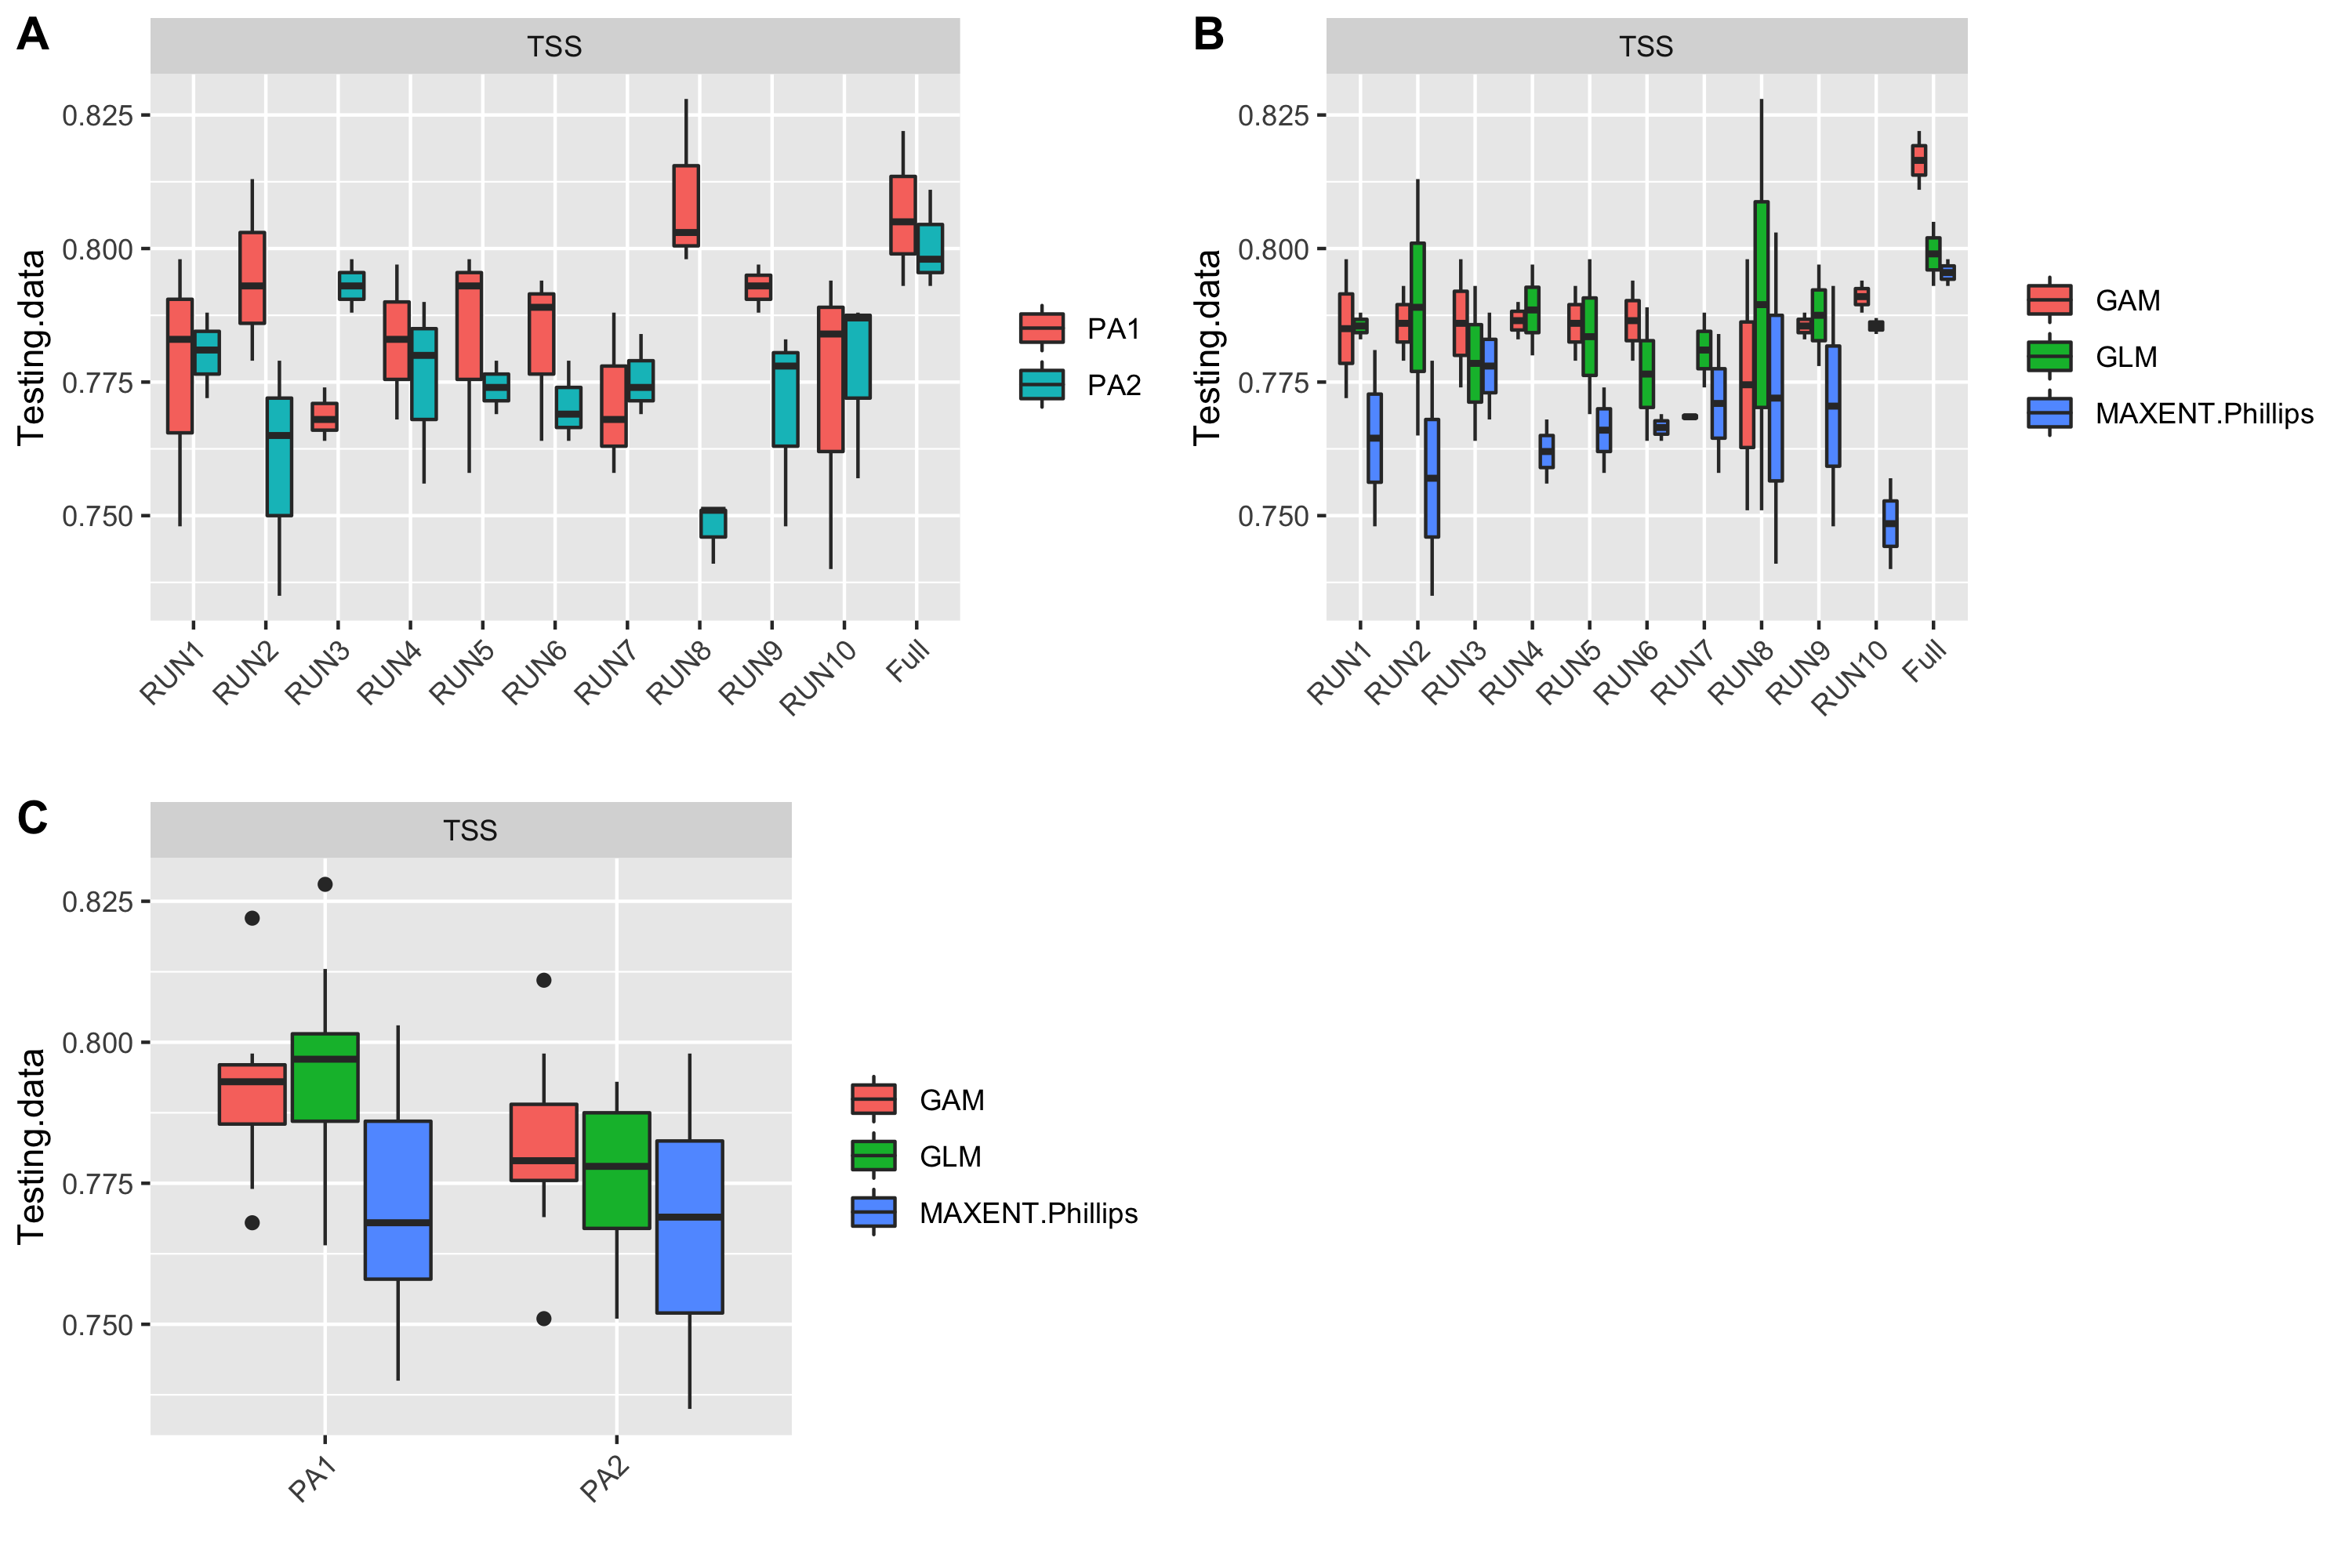 A
TSS
Testing.data
0.825
0.800
0.775
0.750
RUN1
RUN2
RUN3
RUN4
RUN5
RUN6
RUN7
RUN8
RUN9
RUN10
Full
PA1
PA2
B
TSS
Testing.data
0.825
0.800
0.775
0.750
RUN1
RUN2
RUN3
RUN4
RUN5
RUN6
RUN7
RUN8
RUN9
RUN10
Full
GAM
GLM
MAXENT.Phillips
C
TSS
Testing.data
0.825
0.800
0.775
0.750
PA1
PA2
GAM
GLM
MAXENT.Phillips